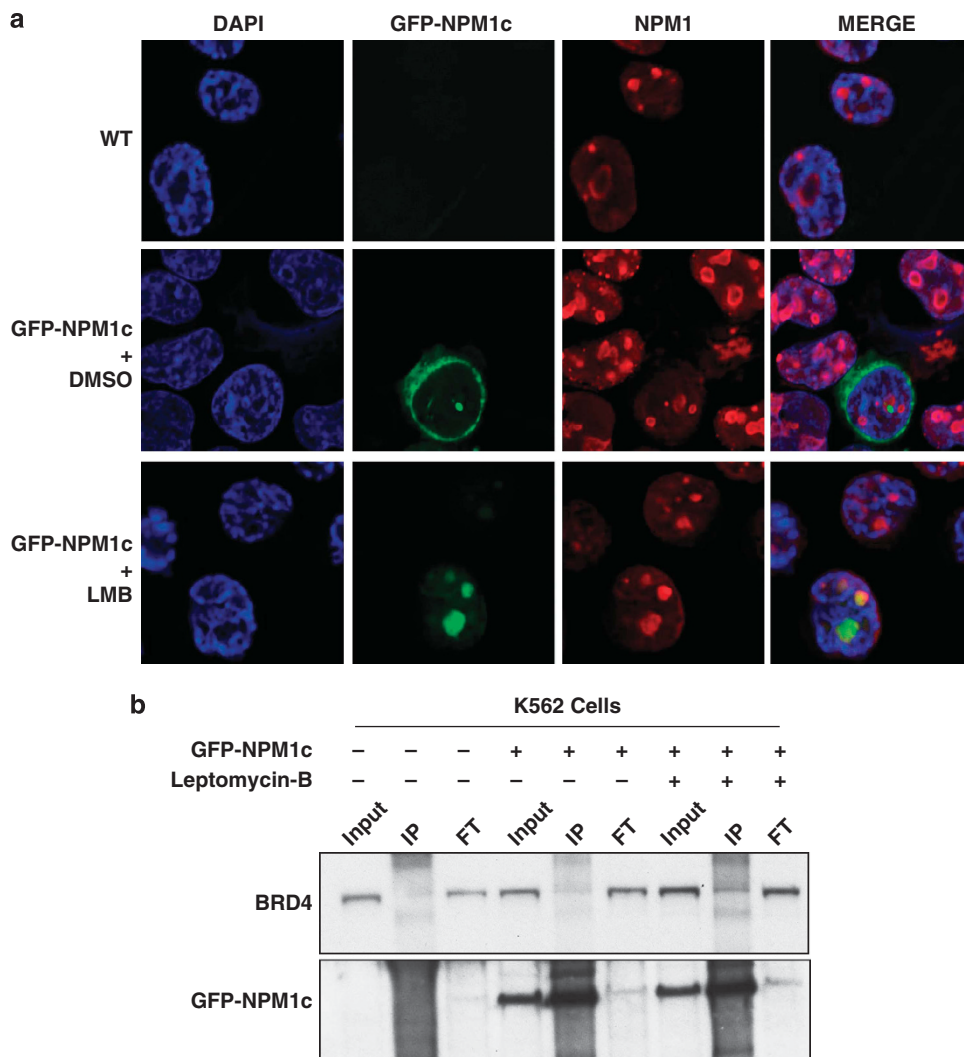 a
DAPI GFP-NPM1c NPM1 MERGE
WT
GFP-NPM1c
+
DMSO
GFP-NPM1c
+
LMB
b
K562 Cells
GFP-NPM1c – – – + + + + + +
Leptomycin-B – – – – – – + + +
Input IP FT Input IP FT Input IP FT
BRD4
GFP-NPM1c